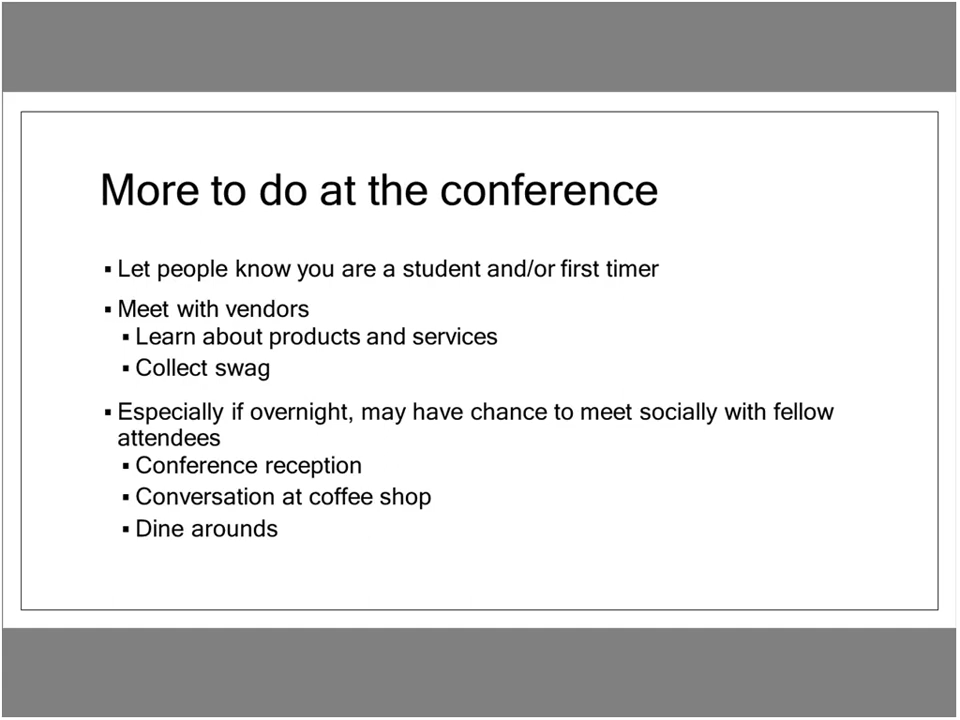 More to do at the conference
▪ Let people know you are a student and/or first timer
▪ Meet with vendors
▪ Learn about products and services
▪ Collect swag
▪ Especially if overnight, may have chance to meet socially with fellow
attendees
▪ Conference reception
▪ Conversation at coffee shop
▪ Dine arounds